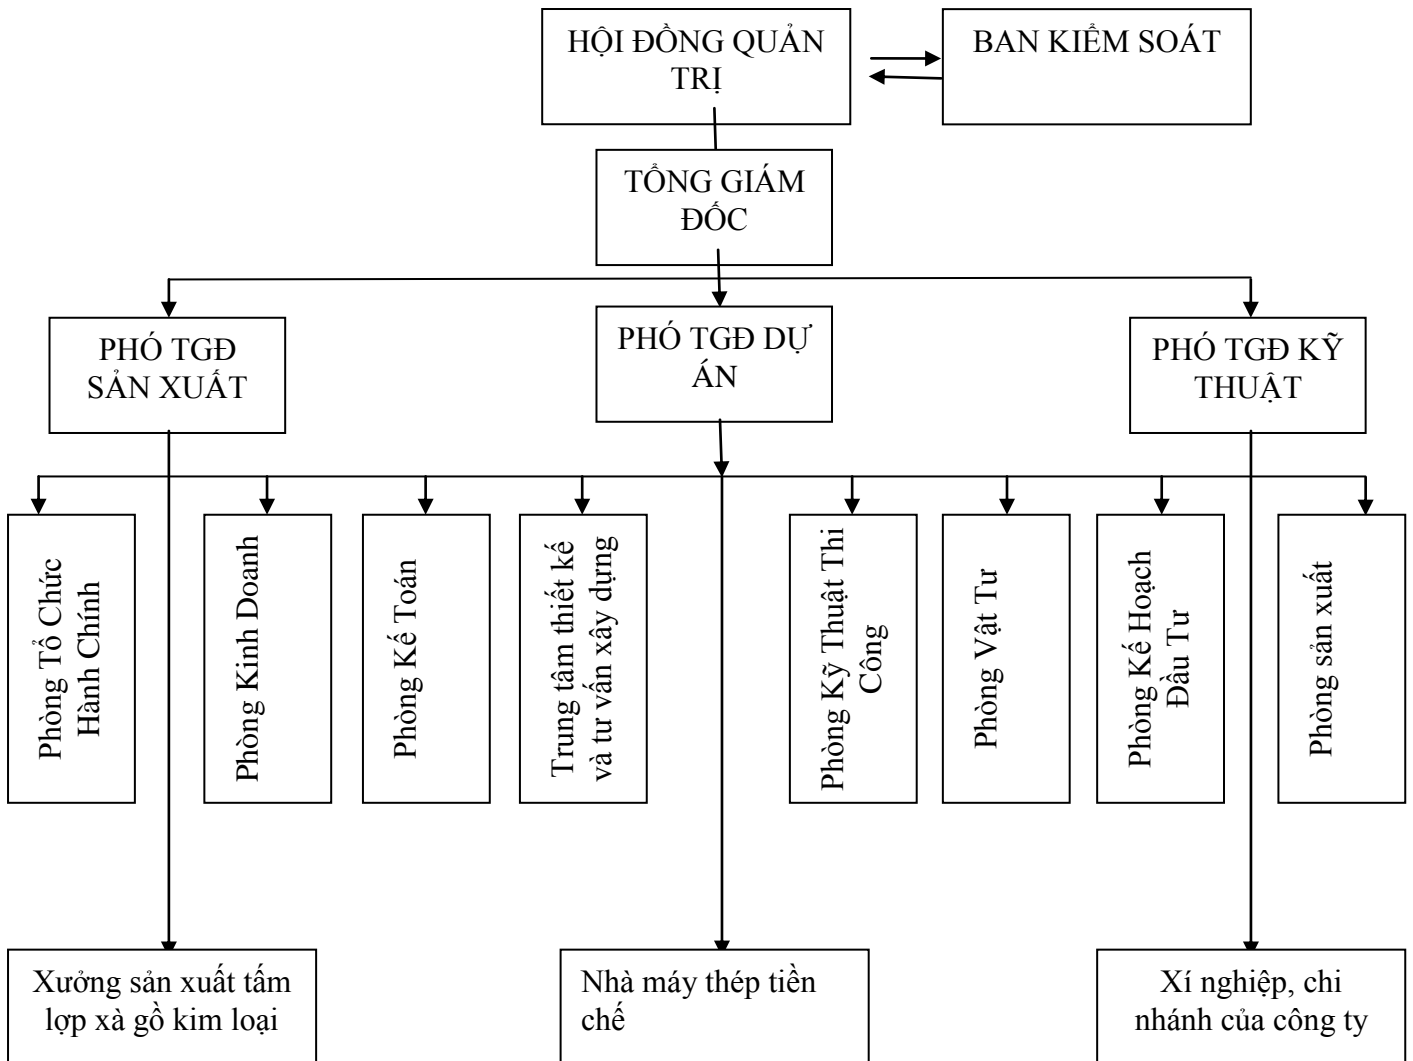 HỘI ĐỒNG QUẢN
TRỊ
BAN KIỂM SOÁT
TỔNG GIÁM
ĐỐC
PHÓ TGĐ
SẢN XUẤT
PHÓ TGĐ DỰ
ÁN
PHÓ TGĐ KỸ
THUẬT
Phòng Tổ Chức
Hành Chính
Phòng Kinh Doanh
Phòng Kế Toán
Trung tâm thiết kế
và tư vấn xây dựng
Phòng Kỹ Thuật Thi
Công
Phòng Vật Tư
Phòng Kế Hoạch
Đầu Tư
Phòng sản xuất
Xưởng sản xuất tấm
lợp xà gồ kim loại
Nhà máy thép tiền
chế
Xí nghiệp, chi
nhánh của công ty